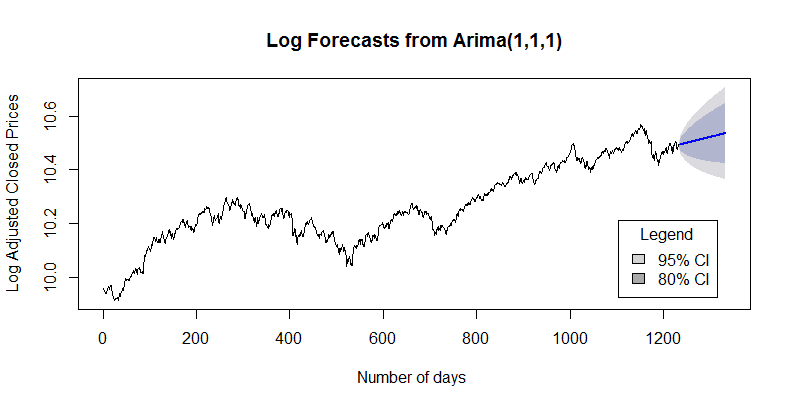 Log Forecasts from Arima(1,1,1)
Log Adjusted Closed Prices
10.6
10.4
10.2
10.0
0
200
400
600
800
1000
1200
Number of days
Legend
95% CI
80% CI